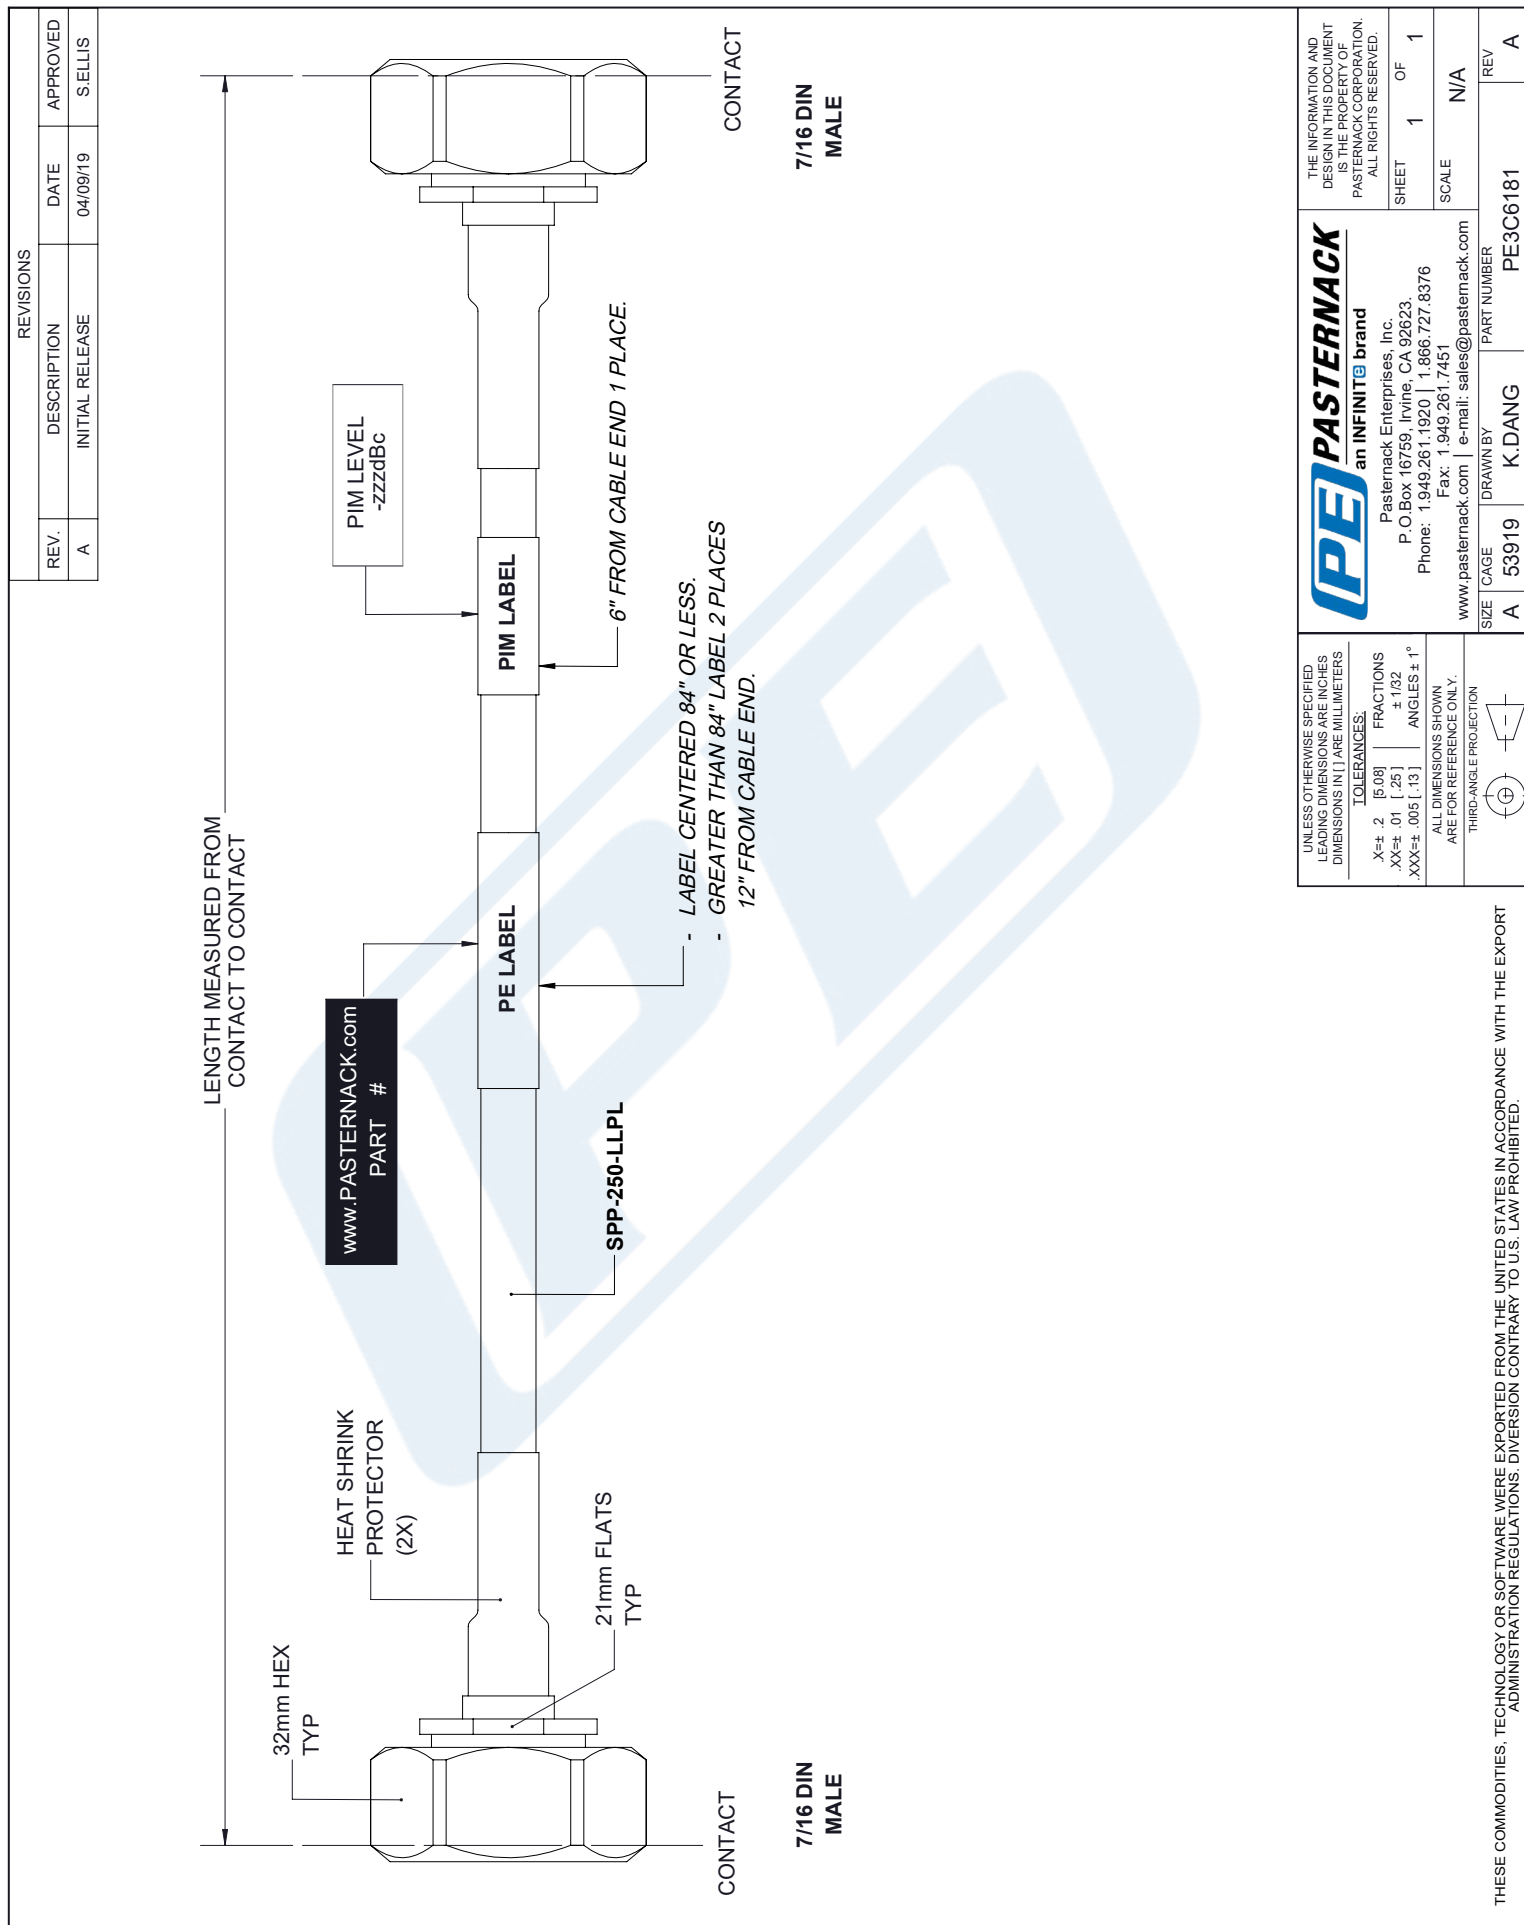 REVISIONS
REV. DESCRIPTION DATE APPROVED
A INITIAL RELEASE 04/09/19 S.ELLIS
LENGTH MEASURED FROM
CONTACT TO CONTACT
32mm HEX
TYP
HEAT SHRINK
PROTECTOR
(2X)
www.PASTERNACK.com
PART #
PIM LEVEL
-zzzdBc
PE LABEL
PIM LABEL
21mm FLATS
TYP
SPP-250-LLPL
6" FROM CABLE END 1 PLACE.
- LABEL CENTERED 84" OR LESS.
- GREATER THAN 84" LABEL 2 PLACES
12" FROM CABLE END.
CONTACT
CONTACT
7/16 DIN
MALE
7/16 DIN
MALE
PE
UNLESS OTHERWISE SPECIFIED
LEADING DIMENSIONS ARE INCHES
DIMENSIONS IN [ ] ARE MILLIMETERS
TOLERANCES:
.X=± .2 [5.08] FRACTIONS
.XX=± .01 [ .25 ] ± 1/32
.XXX=± .005 [ .13 ] ANGLES ± 1°
ALL DIMENSIONS SHOWN
ARE FOR REFERENCE ONLY.
THIRD-ANGLE PROJECTION
PE PASTERNACK
an INFINITe brand
Pasternack Enterprises, Inc.
P.O.Box 16759, Irvine, CA 92623.
Phone: 1.949.261.1920 | 1.866.727.8376
Fax: 1.949.261.7451
www.pasternack.com | e-mail: sales@pasternack.com
THE INFORMATION AND
DESIGN IN THIS DOCUMENT
IS THE PROPERTY OF
PASTERNACK CORPORATION.
ALL RIGHTS RESERVED.
SHEET 1 OF 1
SCALE N/A
SIZE A
CAGE 53919
DRAWN BY K.DANG
PART NUMBER PE3C6181
REV A
THESE COMMODITIES, TECHNOLOGY OR SOFTWARE WERE EXPORTED FROM THE UNITED STATES IN ACCORDANCE WITH THE EXPORT
ADMINISTRATION REGULATIONS. DIVERSION CONTRARY TO U.S. LAW PROHIBITED.